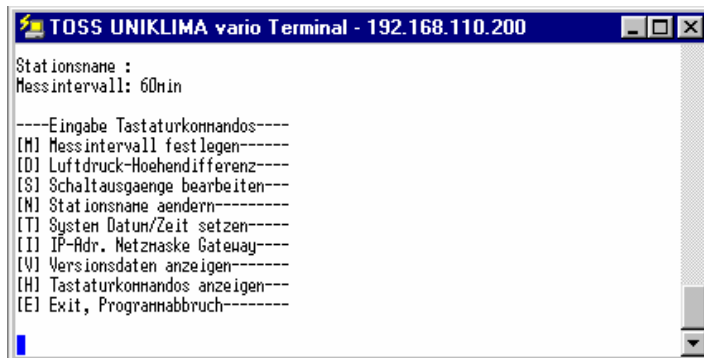 TOSS UNIKLIMA vario Terminal - 192.168.110.200
Stationsname :
Messintervall: 60min
----Eingabe Tastaturkommandos----
[M] Messintervall festlegen------
[D] Luftdruck-Hoehendifferenz----
[S] Schaltausgaenge bearbeiten---
[N] Stationsname aendern---------
[T] System Datum/Zeit setzen-----
[I] IP-Adr. Netzmaske Gateway----
[V] Versionsdaten anzeigen-------
[H] Tastaturkommandos anzeigen---
[E] Exit, Programmabbruch--------